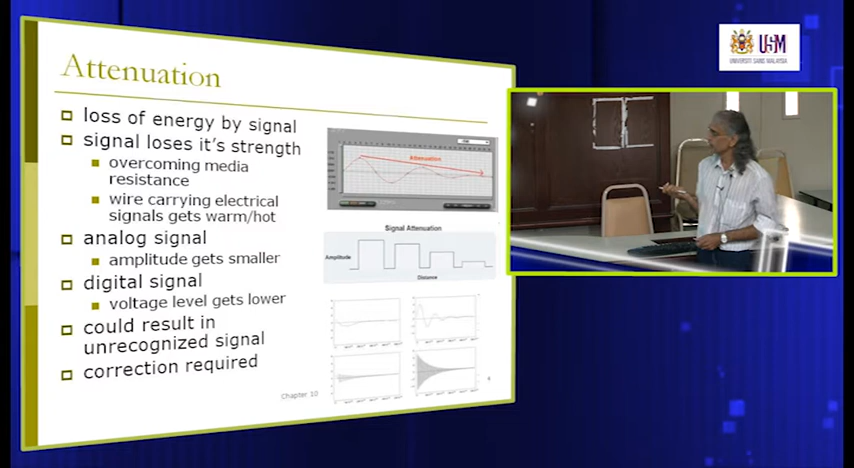 USM
UNIVERSITI SAINS MALAYSIA
Attenuation
loss of energy by signal
signal loses it's strength
overcoming media
resistance
wire carrying electrical
signals gets warm/hot
analog signal
amplitude gets smaller
digital signal
voltage level gets lower
could result in
unrecognized signal
correction required
Attenuation
Signal Attenuation
Amplitude
Distance
Chapter 10